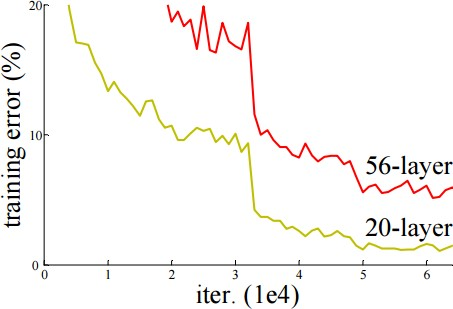 20
10
0
training error (%)
56-layer
20-layer
0 1 2 3 4 5 6
iter. (1e4)